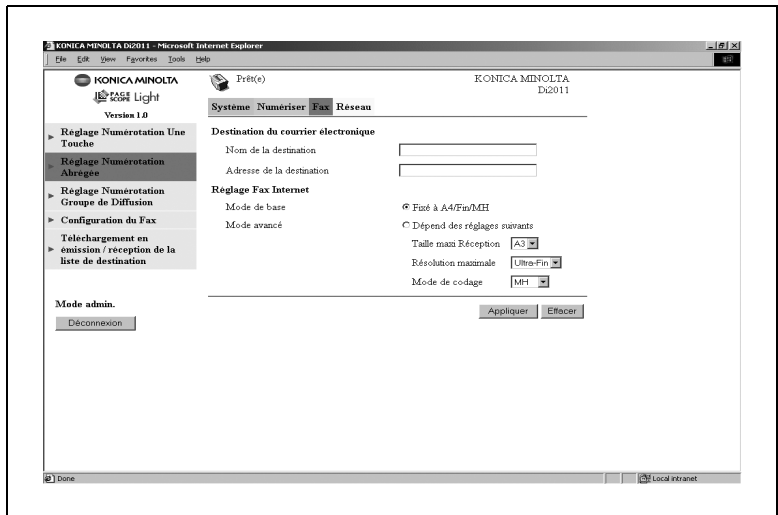 KONICA MINOLTA Di2011 - Microsoft Internet Explorer
File Edit View Favorites Tools Help
KONICA MINOLTA
PAGE SCOPE Light
Version 1.0
Prêt(e)
KONICA MINOLTA
Di2011
Système Numériser Fax Réseau
Réglage Numérotation Une
Touche
Réglage Numérotation
Abrégée
Réglage Numérotation
Groupe de Diffusion
Configuration du Fax
Téléchargement en
émission / réception de la
liste de destination
Mode admin.
Déconnexion
Destination du courrier électronique
Nom de la destination
Adresse de la destination
Réglage Fax Internet
Mode de base
Fixé à A4/Fin/MH
Mode avancé
Dépend des réglages suivants
Taille maxi Réception A3
Résolution maximale Ultra-Fin
Mode de codage MH
Appliquer Effacer
Done
Local intranet